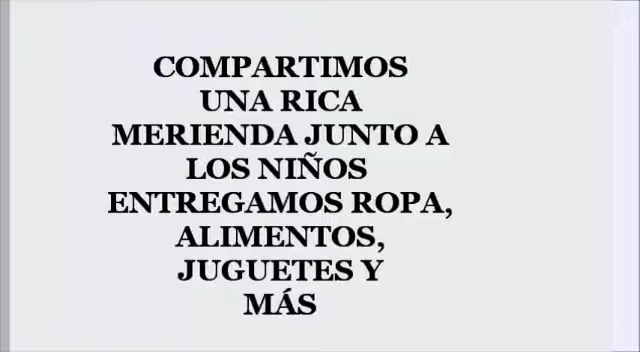 COMPARTIMOS
UNA RICA
MERIENDA JUNTO A
LOS NIÑOS
ENTREGAMOS ROPA,
ALIMENTOS,
JUGUETES Y
MÁS